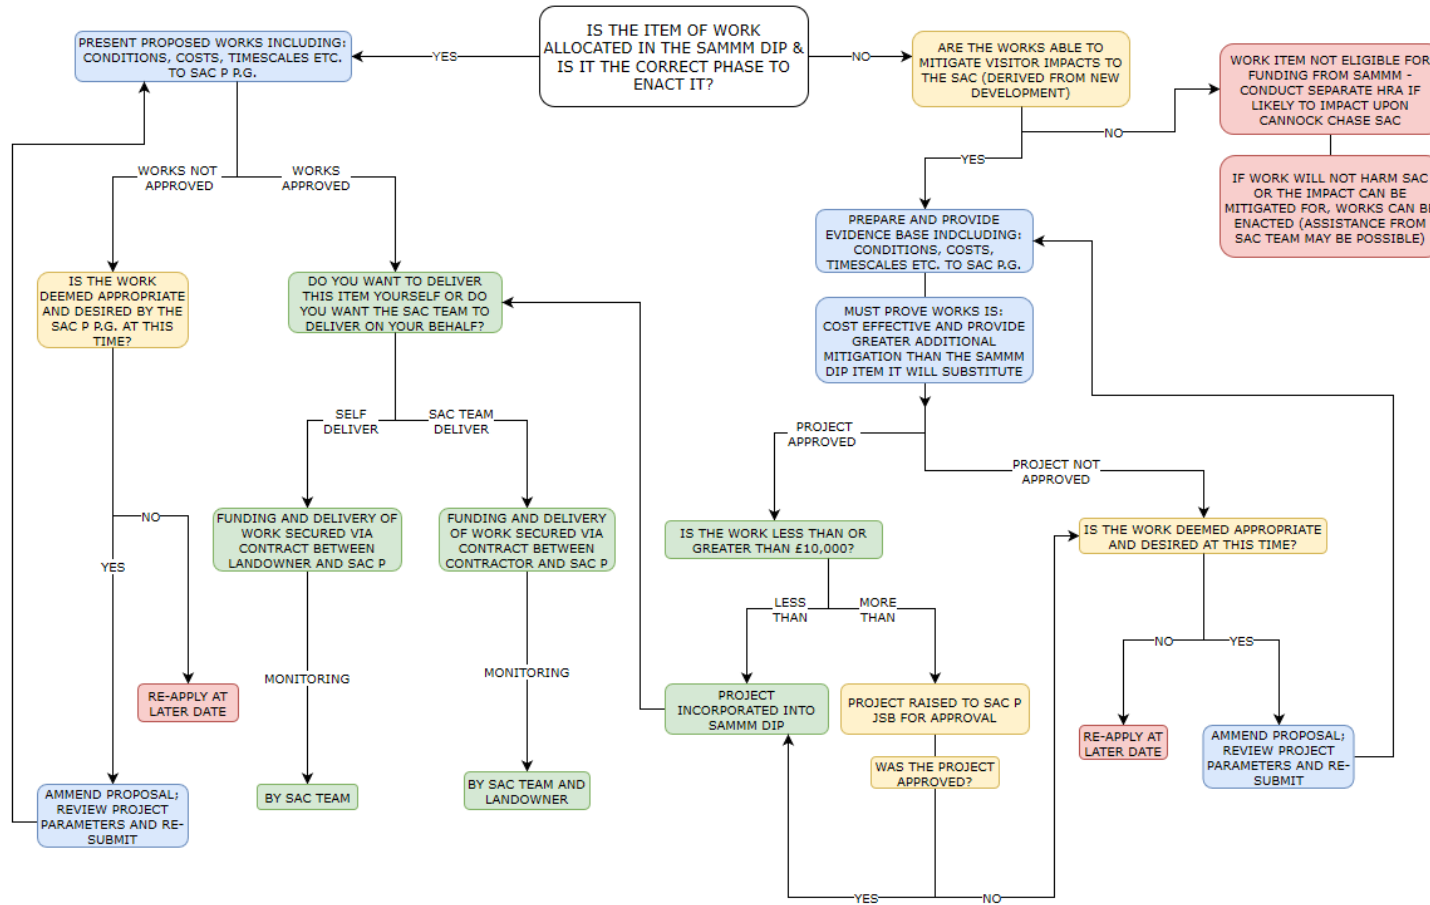 IS THE ITEM OF WORK
ALLOCATED IN THE SAMMM DIP &
IS IT THE CORRECT PHASE TO
ENACT IT?
YES
NO
PRESENT PROPOSED WORKS INCLUDING:
CONDITIONS, COSTS, TIMESCALES ETC.
TO SAC P P.G.
WORKS NOT
APPROVED
WORKS
APPROVED
IS THE WORK
DEEMED APPROPRIATE
AND DESIRED BY THE
SAC P P.G. AT THIS
TIME?
NO
YES
RE-APPLY AT
LATER DATE
AMMEND PROPOSAL;
REVIEW PROJECT
PARAMETERS AND RE-
SUBMIT
DO YOU WANT TO DELIVER
THIS ITEM YOURSELF OR DO
YOU WANT THE SAC TEAM TO
DELIVER ON YOUR BEHALF?
SELF
DELIVER
SAC TEAM
DELIVER
FUNDING AND DELIVERY OF
WORK SECURED VIA
CONTRACT BETWEEN
LANDOWNER AND SAC P
FUNDING AND DELIVERY
OF WORK SECURED VIA
CONTRACT BETWEEN
CONTRACTOR AND SAC P
MONITORING
MONITORING
BY SAC TEAM
BY SAC TEAM AND
LANDOWNER
ARE THE WORKS ABLE TO
MITIGATE VISITOR IMPACTS TO
THE SAC (DERIVED FROM NEW
DEVELOPMENT)
NO
YES
WORK ITEM NOT ELIGIBLE FOR
FUNDING FROM SAMMM -
CONDUCT SEPARATE HRA IF
LIKELY TO IMPACT UPON
CANNOCK CHASE SAC
IF WORK WILL NOT HARM SAC
OR THE IMPACT CAN BE
MITIGATED FOR, WORKS CAN BE
ENACTED (ASSISTANCE FROM
SAC TEAM MAY BE POSSIBLE)
PREPARE AND PROVIDE
EVIDENCE BASE INDCLUDING:
CONDITIONS, COSTS,
TIMESCALES ETC. TO SAC P.G.
MUST PROVE WORKS IS:
COST EFFECTIVE AND PROVIDE
GREATER ADDITIONAL
MITIGATION THAN THE SAMMM
DIP ITEM IT WILL SUBSTITUTE
PROJECT
APPROVED
PROJECT NOT
APPROVED
IS THE WORK LESS THAN OR
GREATER THAN £10,000?
LESS
THAN
MORE
THAN
PROJECT
INCORPORATED INTO
SAMMM DIP
PROJECT RAISED TO SAC P
JSB FOR APPROVAL
WAS THE PROJECT
APPROVED?
YES
NO
IS THE WORK DEEMED APPROPRIATE
AND DESIRED AT THIS TIME?
NO
YES
RE-APPLY AT
LATER DATE
AMMEND PROPOSAL;
REVIEW PROJECT
PARAMETERS AND RE-
SUBMIT